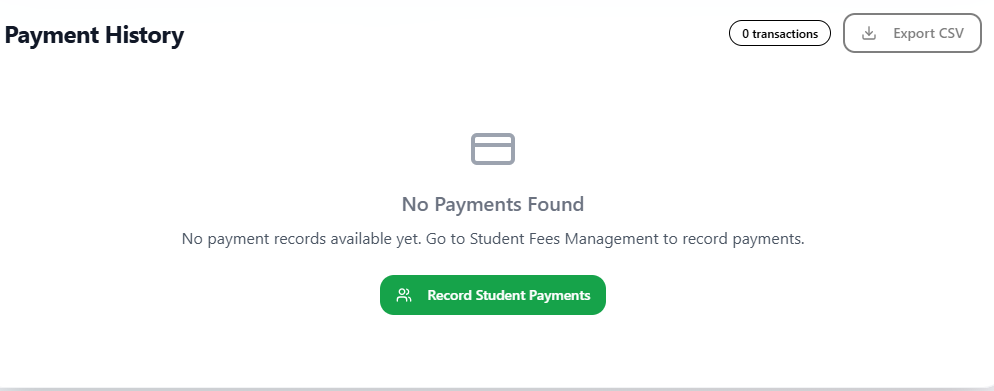 Payment History
0 transactions
Export CSV
No Payments Found
No payment records available yet. Go to Student Fees Management to record payments.
Record Student Payments